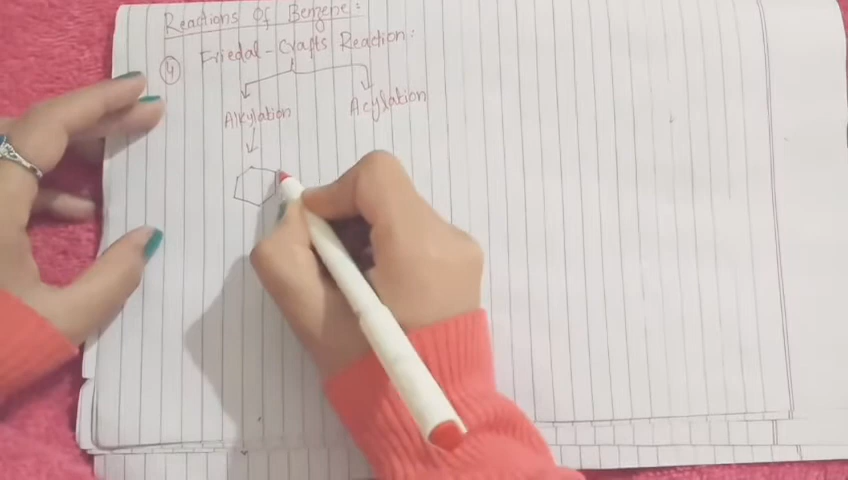 Reactions Of Benzene:
4 Friedal-Crafts Reaction:
Alkylation Acylation